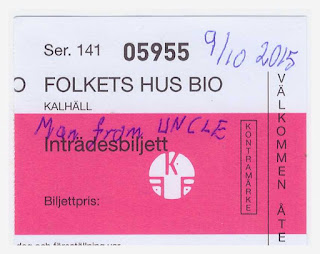 Ser. 141 05955 9/10 2015
O FOLKETS HUS BIO
KALHÄLL
Man from UNCLE
Inträdesbiljett
K
F F
Biljettpris:
KONTRAMÄRKE
VÄLKOMMEN ÅTE